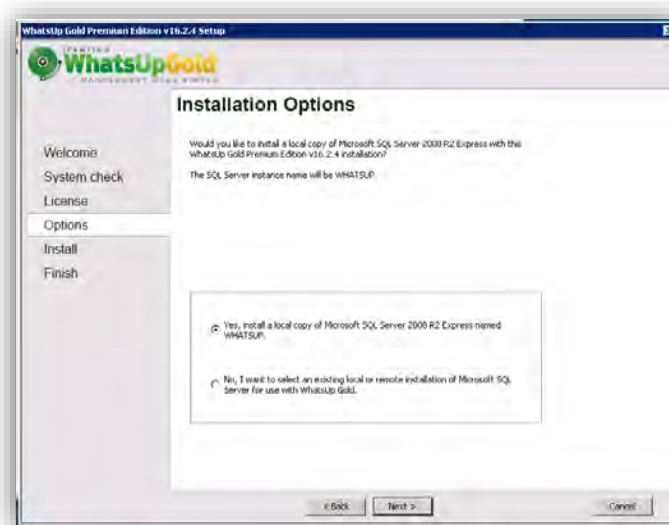 WhatsUp Gold Premium Edition v16.2.4 Setup
IPSWITCH
WhatsUpGold
Installation Options
Would you like to install a local copy of Microsoft SQL Server 2008 R2 Express with this
WhatsUp Gold Premium Edition v16.2.4 installation?
The SQL Server instance name will be WHATSUP.
Welcome
System check
License
Options
Install
Finish
Yes, install a local copy of Microsoft SQL Server 2008 R2 Express named
WHATSUP.
No, I want to select an existing local or remote installation of Microsoft SQL
Server for use with WhatsUp Gold.
< Back
Next >
Cancel